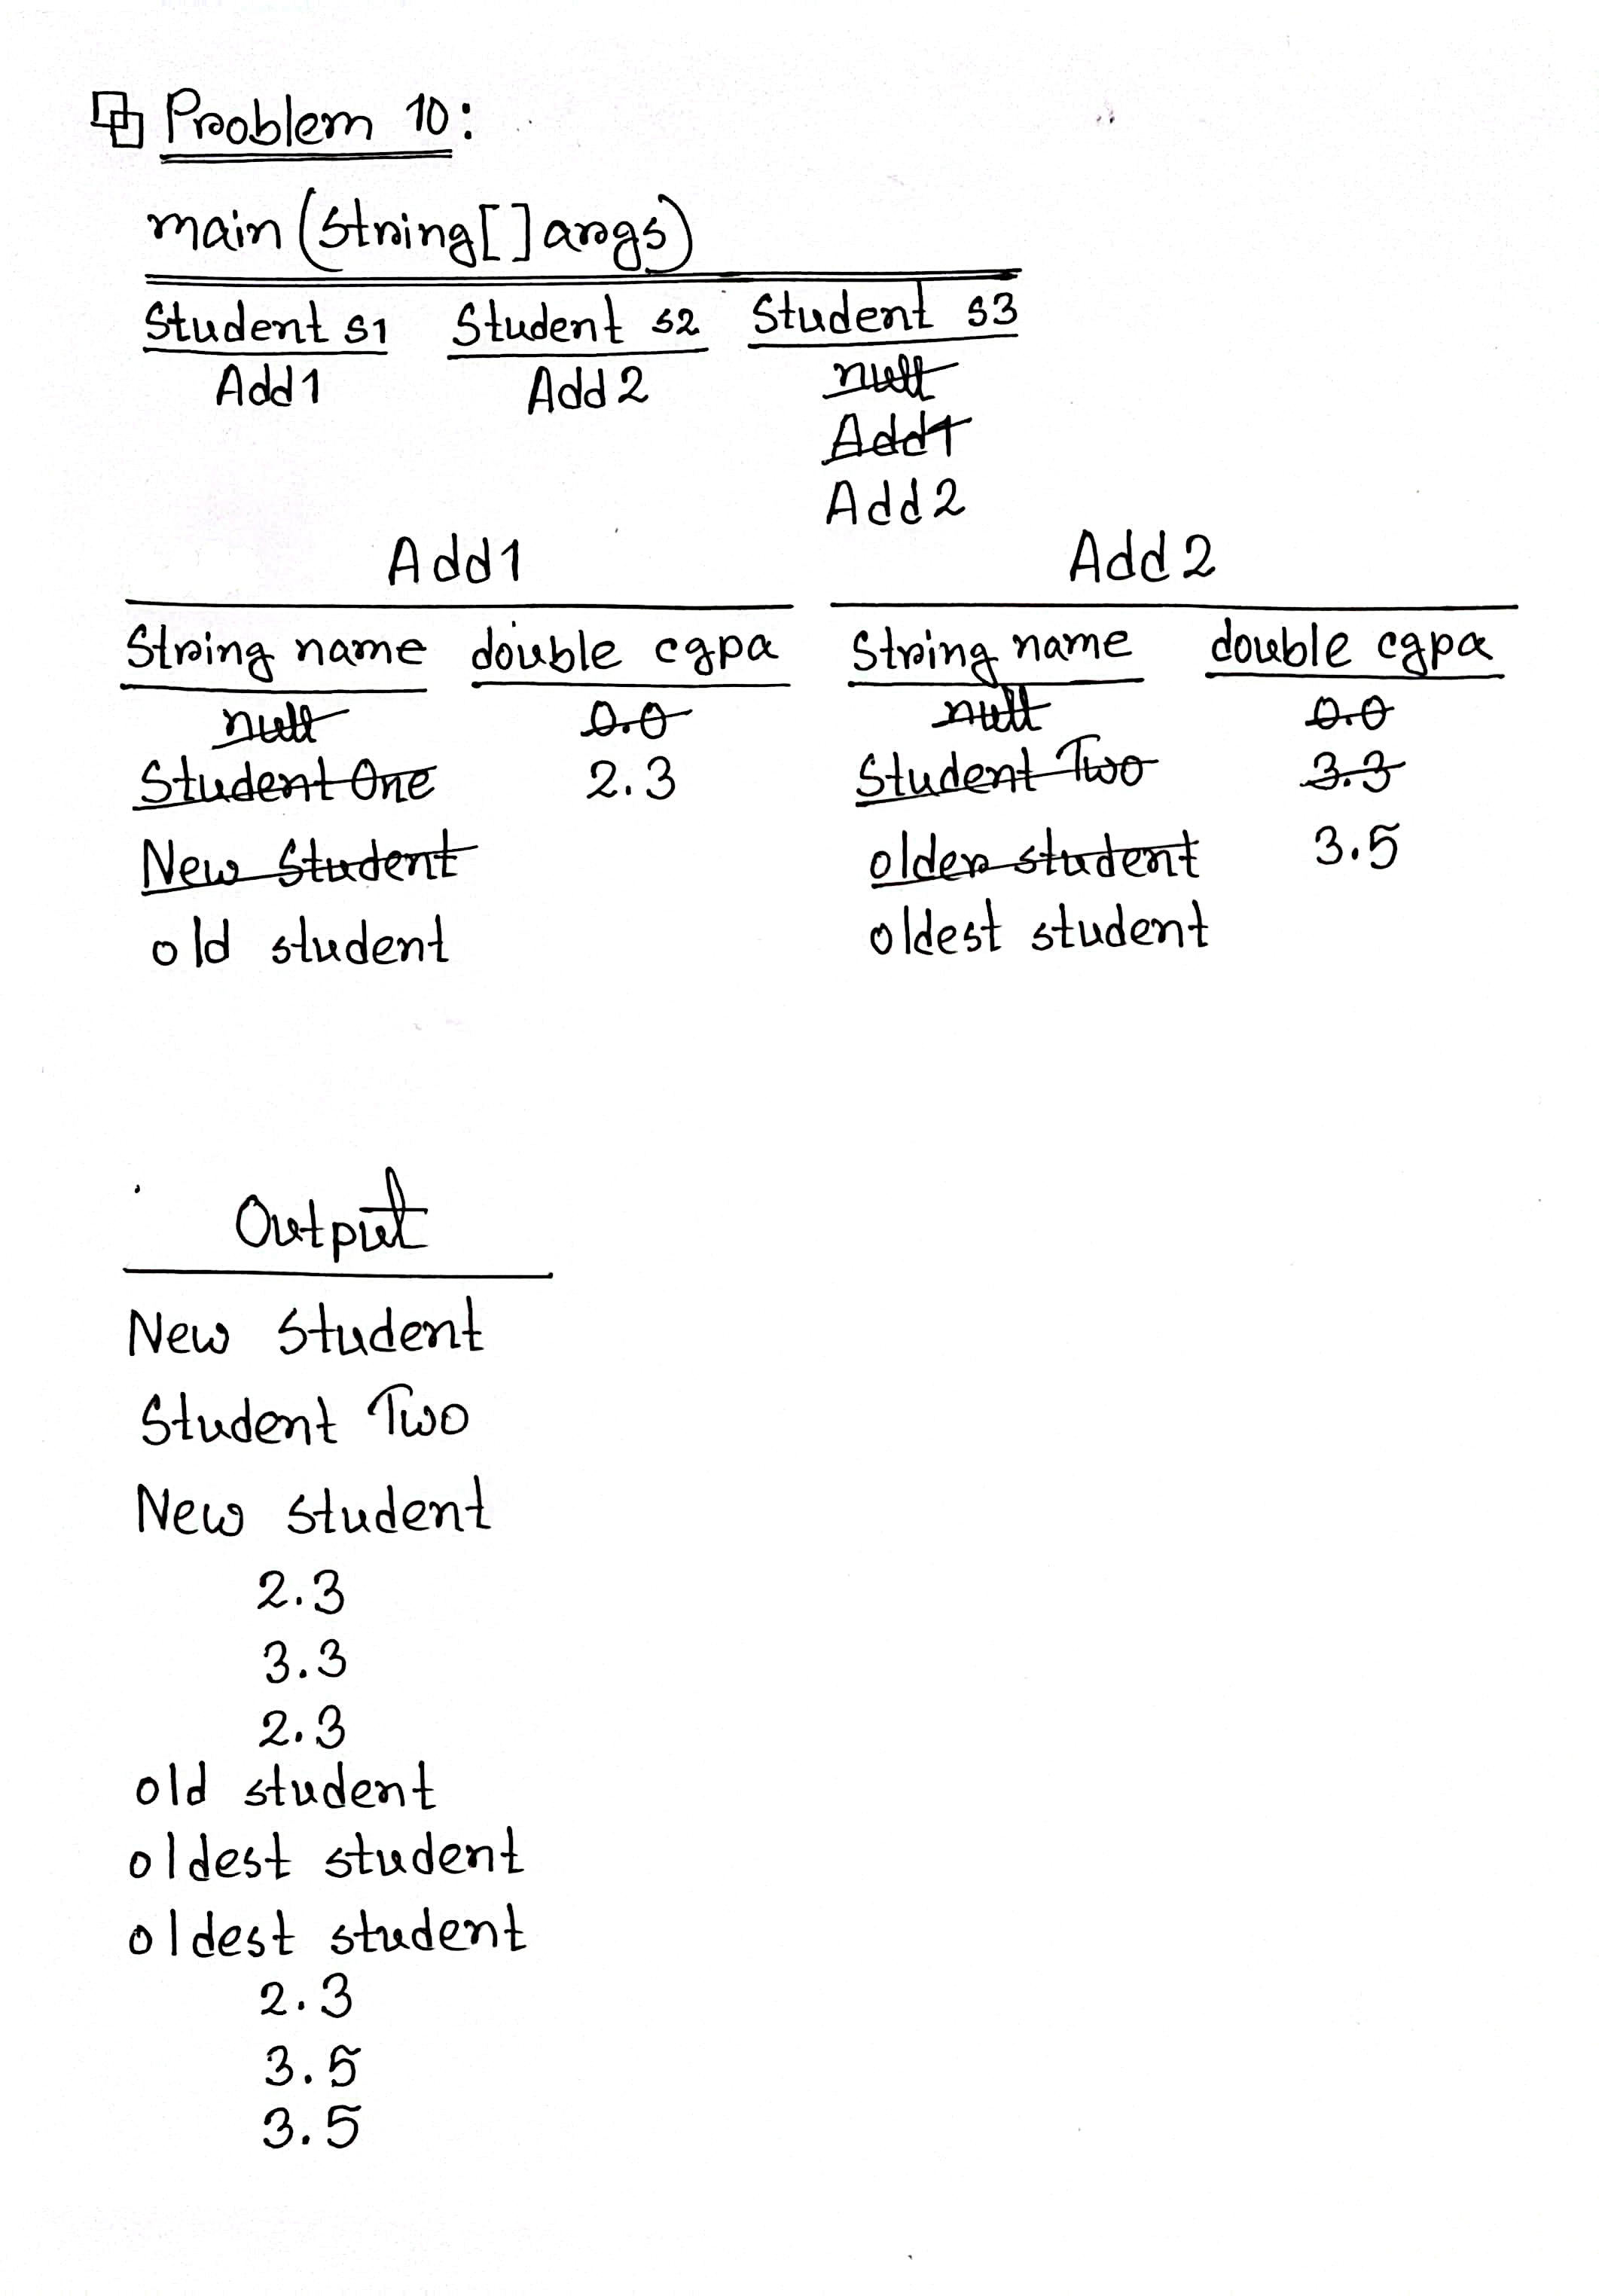 Problem 10:
main(String[] args)
Student s1 Student s2 Student s3
Add1 Add2 null
Add1
Add2
Add1 Add2
String name double cgpa String name double cgpa
null 0.0 null 0.0
Student One 2.3 Student Two 3.3
New Student older student 3.5
old student oldest student
Output
New Student
Student Two
New student
2.3
3.3
2.3
old student
oldest student
oldest student
2.3
3.5
3.5